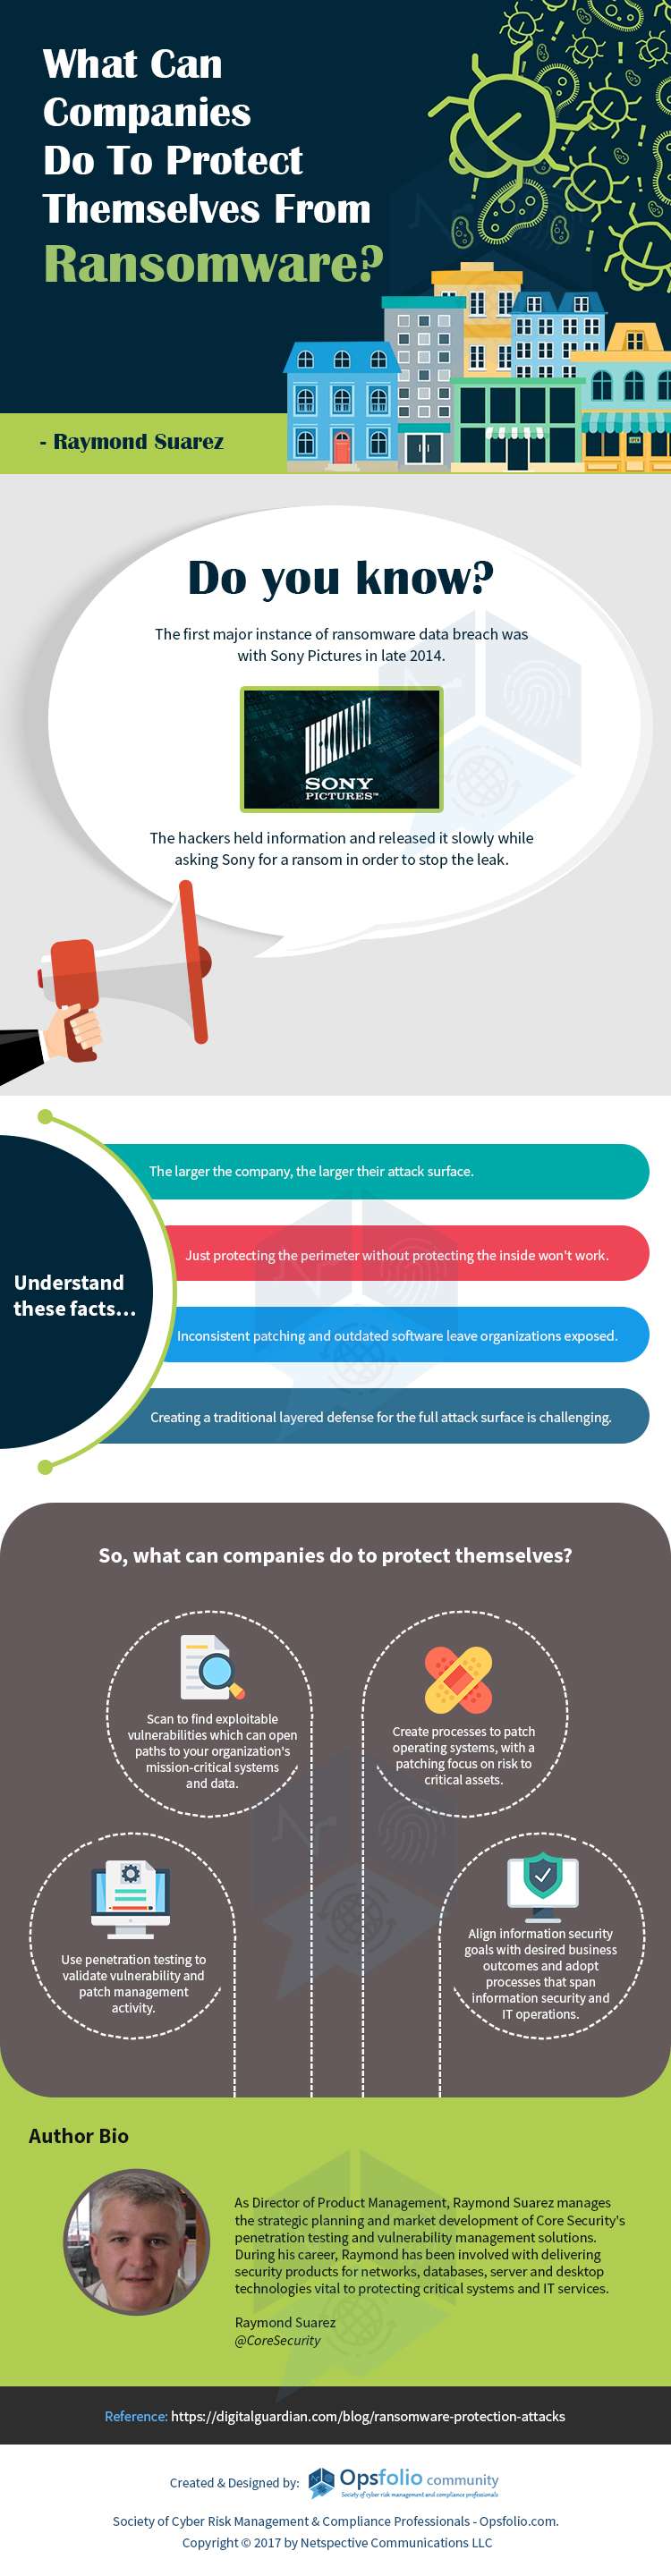 What Can
Companies
Do To Protect
Themselves From
Ransomware?
- Raymond Suarez
OPEN
Do you know?
The first major instance of ransomware data breach was
with Sony Pictures in late 2014.
SONY
PICTURES™
The hackers held information and released it slowly while
asking Sony for a ransom in order to stop the leak.
Understand
these facts...
The larger the company, the larger their attack surface.
Just protecting the perimeter without protecting the inside won't work.
Inconsistent patching and outdated software leave organizations exposed.
Creating a traditional layered defense for the full attack surface is challenging.
So, what can companies do to protect themselves?
Scan to find exploitable
vulnerabilities which can open
paths to your organization's
mission-critical systems
and data.
Create processes to patch
operating systems, with a
patching focus on risk to
critical assets.
Use penetration testing to
validate vulnerability and
patch management
activity.
Align information security
goals with desired business
outcomes and adopt
processes that span
information security and
IT operations.
Author Bio
As Director of Product Management, Raymond Suarez manages
the strategic planning and market development of Core Security's
penetration testing and vulnerability management solutions.
During his career, Raymond has been involved with delivering
security products for networks, databases, server and desktop
technologies vital to protecting critical systems and IT services.
Raymond Suarez
@CoreSecurity
Reference: https://digitalguardian.com/blog/ransomware-protection-attacks
Created & Designed by: Opsfolio community
Society of cyber risk management and compliance professionals
Society of Cyber Risk Management & Compliance Professionals - Opsfolio.com.
Copyright © 2017 by Netspective Communications LLC